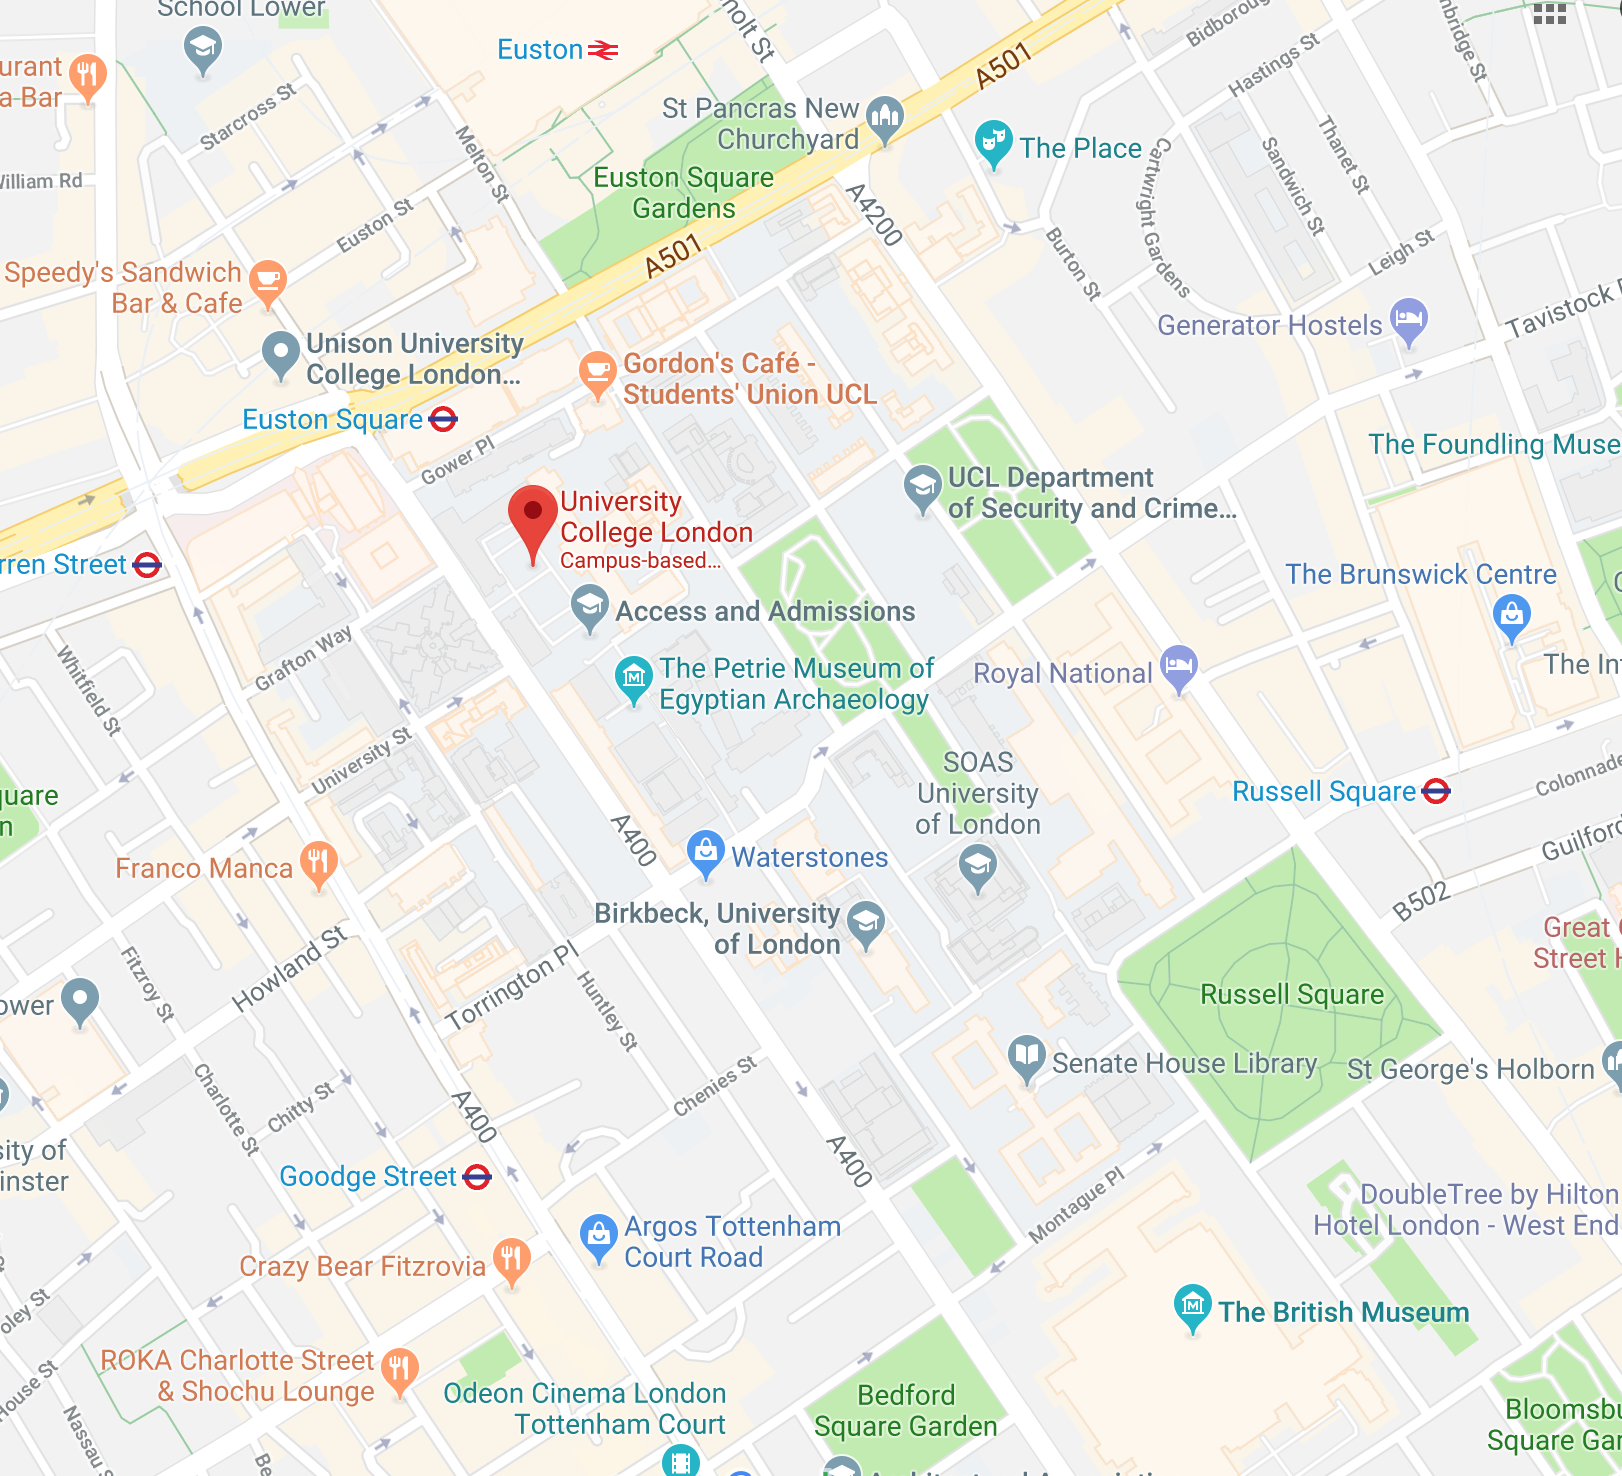 School Lower
Euston
A501
Bidborough
Hastings St
urant
a Bar
Starcross St
St Pancras New
Churchyard
The Place
Melton St
Thanet St
Sandwich St
Cartwright Gardens
William Rd
Euston Square
Gardens
A4200
Euston St
A501
Burton St
Leigh St
Speedy's Sandwich
Bar & Cafe
Tavistock
Generator Hostels
Unison University
College London...
Gordon's Café -
Students' Union UCL
Euston Square
Gower Pl
The Foundling Muse
UCL Department
of Security and Crime...
University
College London
Campus-based...
rren Street
The Brunswick Centre
Access and Admissions
Grafton Way
Whitfield St
The Petrie Museum of
Egyptian Archaeology
Royal National
The In
University St
SOAS
University
of London
Russell Square
Colonnade
quare
n
A400
Guilfor
Franco Manca
Waterstones
B502
Birkbeck, University
of London
Great
Street H
Howland St
Torrington Pl
Fitzroy St
Huntley St
Russell Square
ower
Senate House Library
St George's Holborn
Charlotte St
Chitty St
Chenies St
A400
A400
sity of
inster
Goodge Street
Montague Pl
DoubleTree by Hilton
Hotel London - West End
Argos Tottenham
Court Road
Crazy Bear Fitzrovia
oley St
The British Museum
ROKA Charlotte Street
& Shochu Lounge
House St
Odeon Cinema London
Tottenham Court
Bedford
Square Garden
Bloomsbu
Square Gar
Nassau S
Be